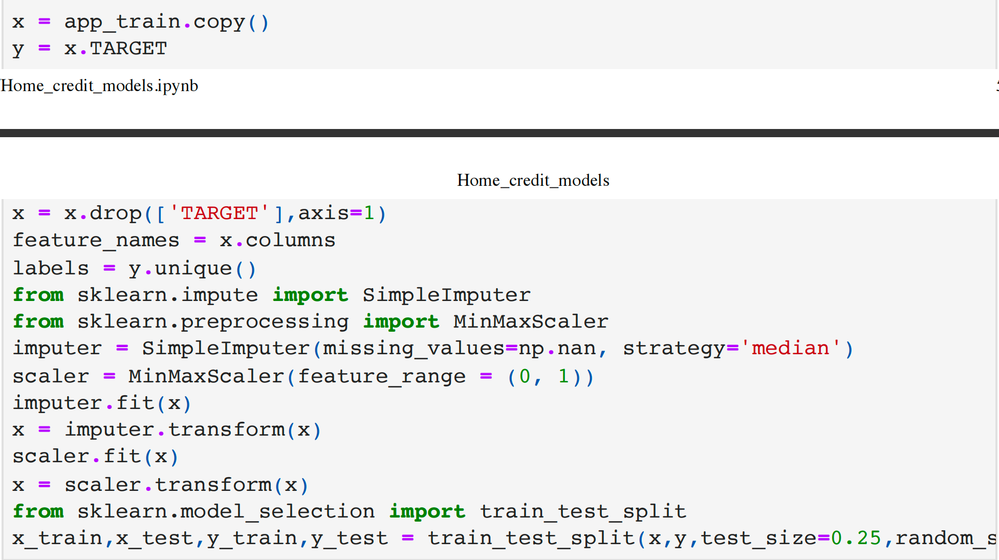 x = app_train.copy()
y = x.TARGET
Home_credit_models.ipynb
Home_credit_models
x = x.drop(['TARGET'],axis=1)
feature_names = x.columns
labels = y.unique()
from sklearn.impute import SimpleImputer
from sklearn.preprocessing import MinMaxScaler
imputer = SimpleImputer(missing_values=np.nan, strategy='median')
scaler = MinMaxScaler(feature_range = (0, 1))
imputer.fit(x)
x = imputer.transform(x)
scaler.fit(x)
x = scaler.transform(x)
from sklearn.model_selection import train_test_split
x_train,x_test,y_train,y_test = train_test_split(x,y,test_size=0.25,random_s